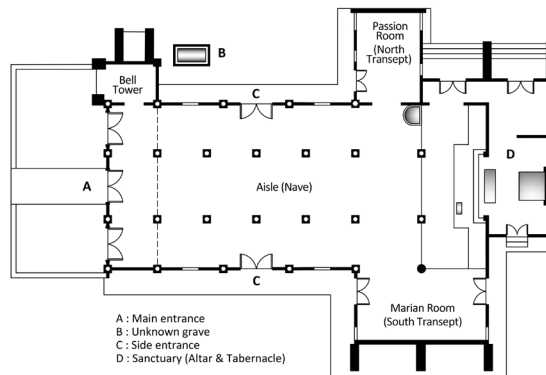 Passion
Room
(North
Transept)
B
Bell
Tower
C
D
A
Aisle (Nave)
C
Marian Room
(South Transept)
A : Main entrance
B : Unknown grave
C : Side entrance
D : Sanctuary (Altar & Tabernacle)